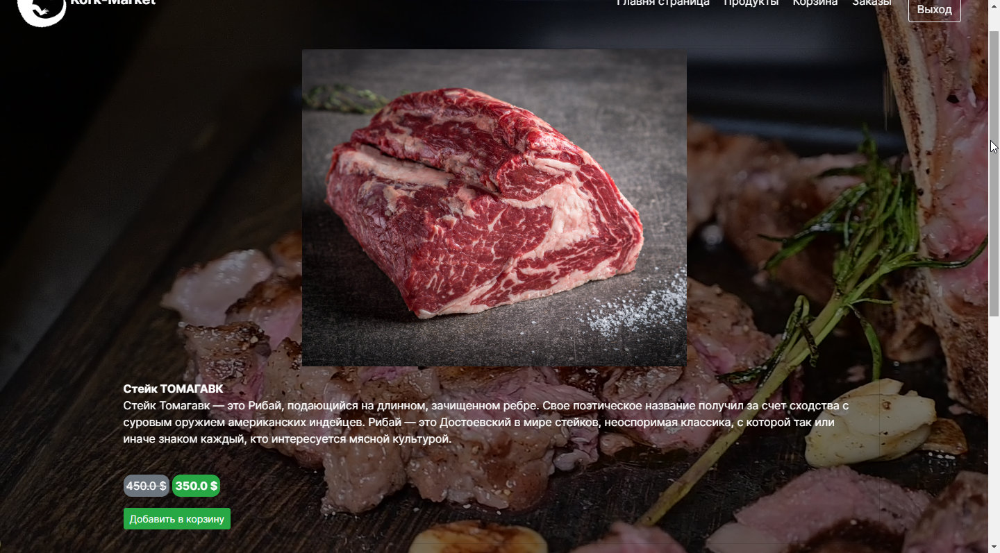 Kork-Market
Главня страница Продукты Корзина Заказы
Выход
Стейк ТОМАГАВК
Стейк Томагавк — это Рибай, подающийся на длинном, зачищенном ребре. Свое поэтическое название получил за счет сходства с
суровым оружием американских индейцев. Рибай — это Достоевский в мире стейков, неоспоримая классика, с которой так или
иначе знаком каждый, кто интересуется мясной культурой.
450.0 $ 350.0 $
Добавить в корзину